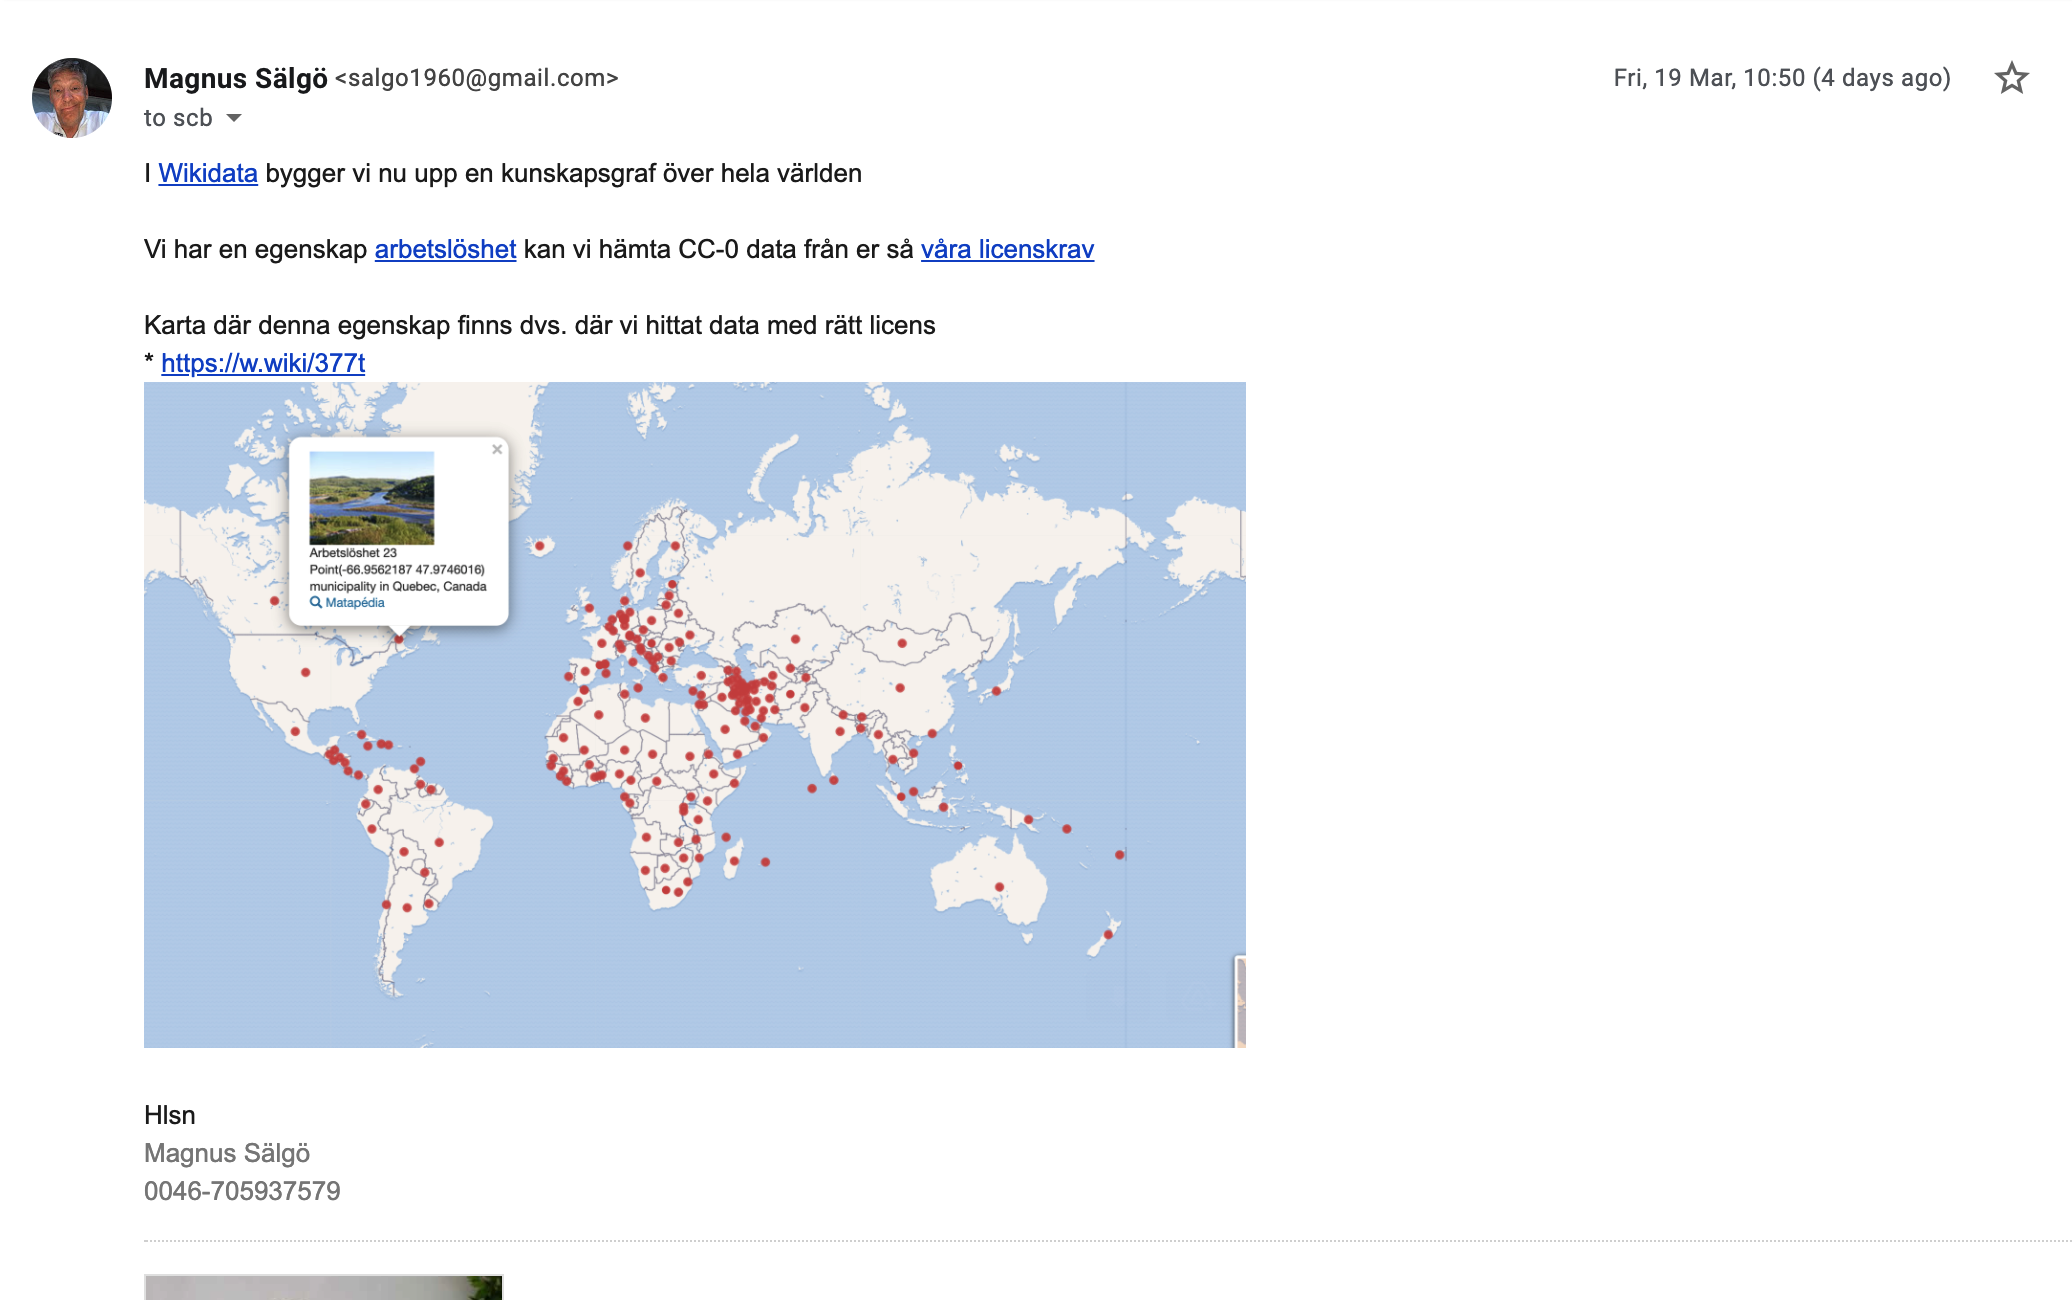 Magnus Sälgö <salgo1960@gmail.com>
Fri, 19 Mar, 10:50 (4 days ago)
to scb
I Wikidata bygger vi nu upp en kunskapsgraf över hela världen
Vi har en egenskap arbetslöshet kan vi hämta CC-0 data från er så våra licenskrav
Karta där denna egenskap finns dvs. där vi hittat data med rätt licens
* https://w.wiki/377t
Arbetslöshet 23
Point(-66.9562187 47.9746016)
municipality in Quebec, Canada
Matapédia
Hlsn
Magnus Sälgö
0046-705937579